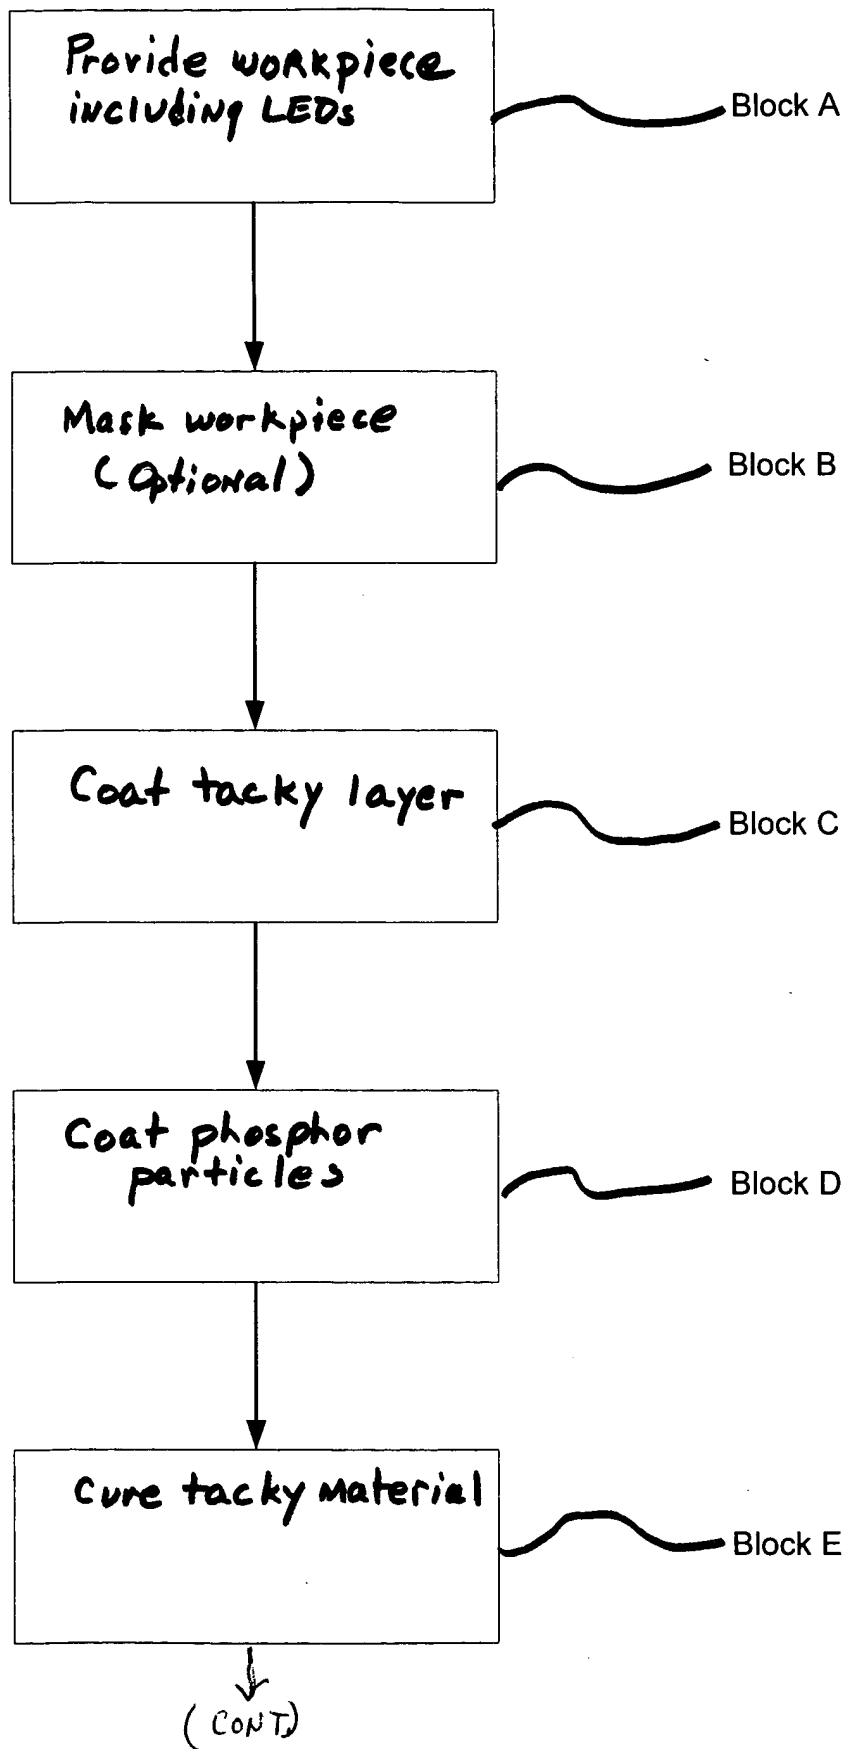 Provide workpiece
including LEDs
Block A
Mask workpiece
(Optional)
Block B
Coat tacky layer
Block C
Coat phosphor
particles
Block D
Cure tacky material
Block E
(CONT.)